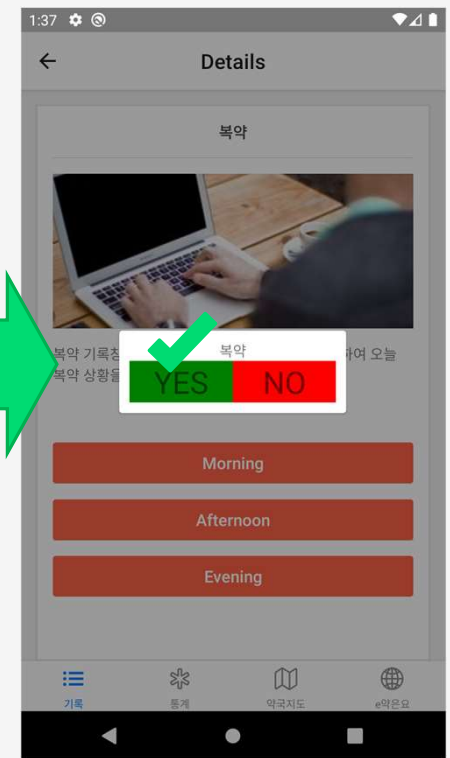 1:37
Details
복약
복약 기록창
하여 오늘
복약 상황을
복약
YES NO
Morning
Afternoon
Evening
기록 통계 약국지도 e약은요